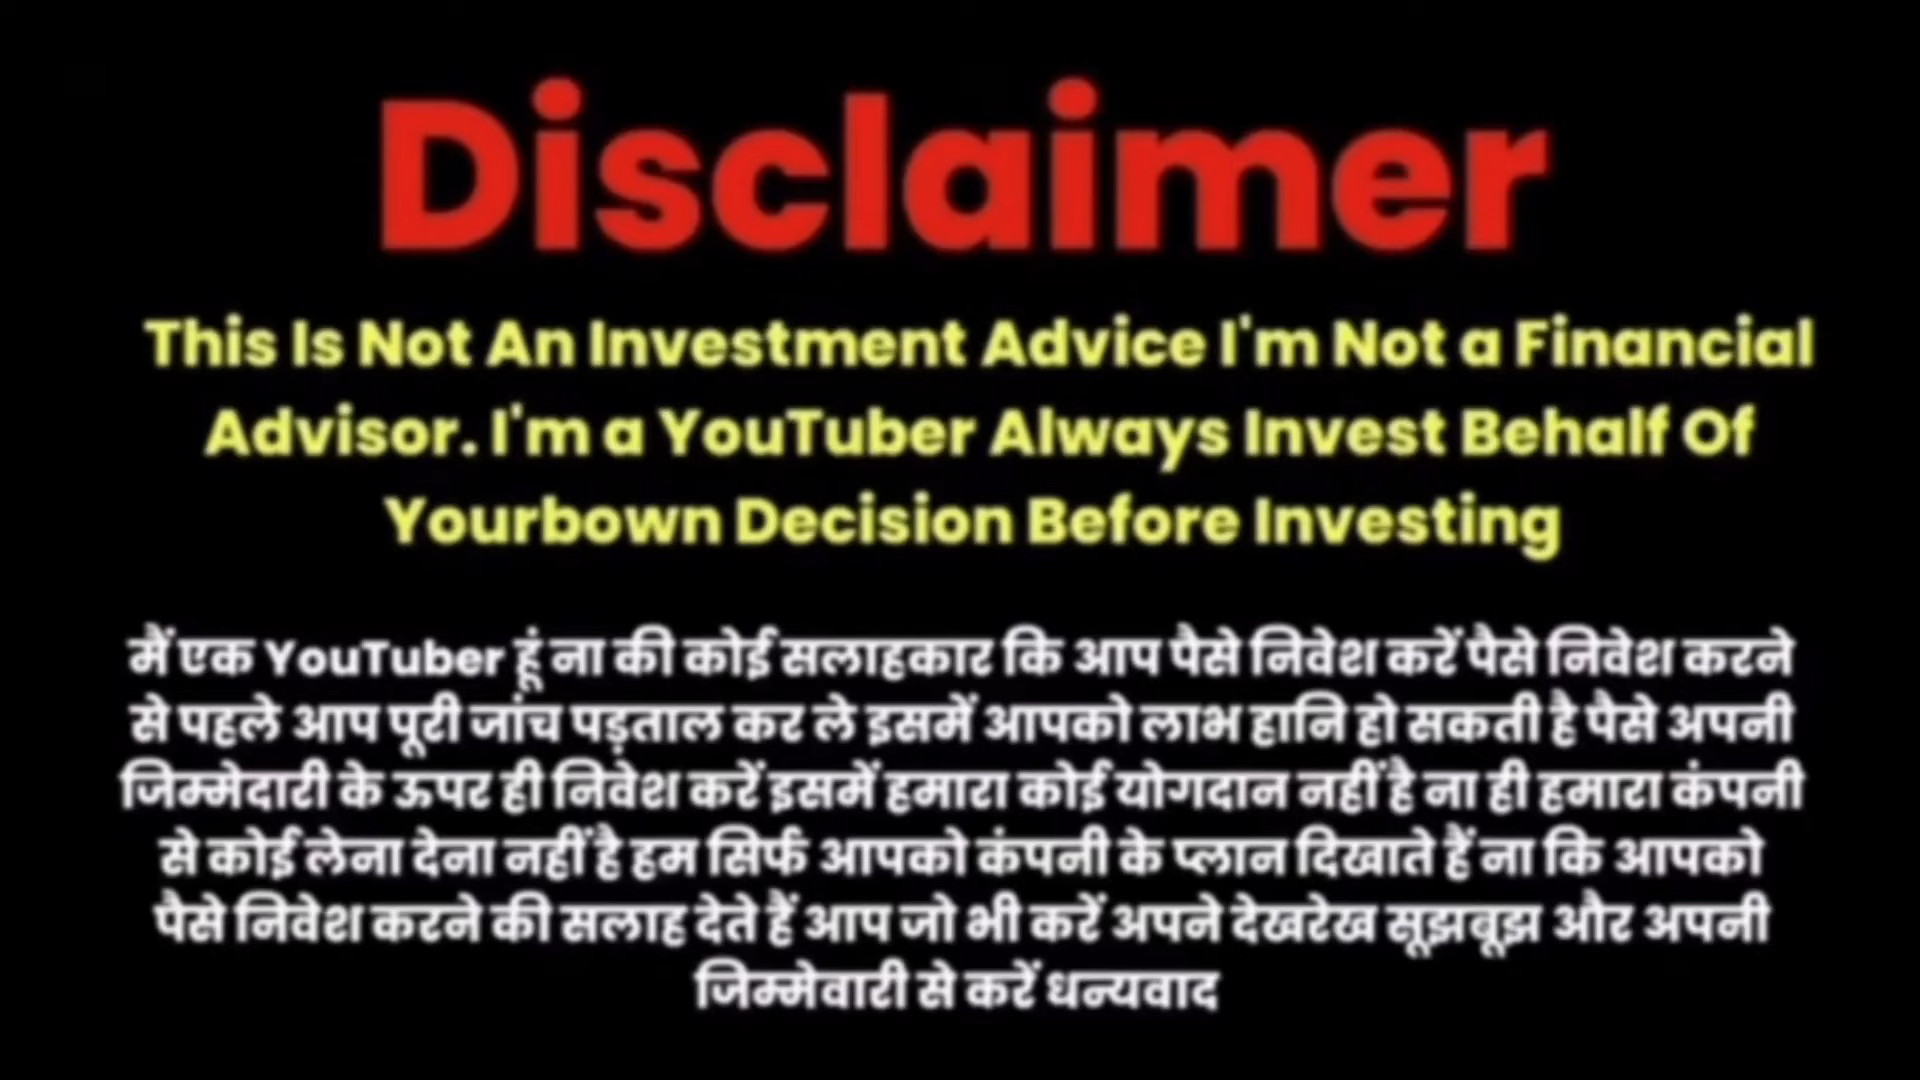 Disclaimer
This Is Not An Investment Advice I'm Not a Financial
Advisor. I'm a YouTuber Always Invest Behalf Of
Yourbown Decision Before Investing
मैं एक YouTuber हूं ना की कोई सलाहकार कि आप पैसे निवेश करें पैसे निवेश करने
से पहले आप पूरी जांच पड़ताल कर ले इसमें आपको लाभ हानि हो सकती है पैसे अपनी
जिम्मेदारी के ऊपर ही निवेश करें इसमें हमारा कोई योगदान नहीं है ना ही हमारा कंपनी
से कोई लेना देना नहीं है हम सिर्फ आपको कंपनी के प्लान दिखाते हैं ना कि आपको
पैसे निवेश करने की सलाह देते हैं आप जो भी करें अपने देखरेख सूझबूझ और अपनी
जिम्मेवारी से करें धन्यवाद